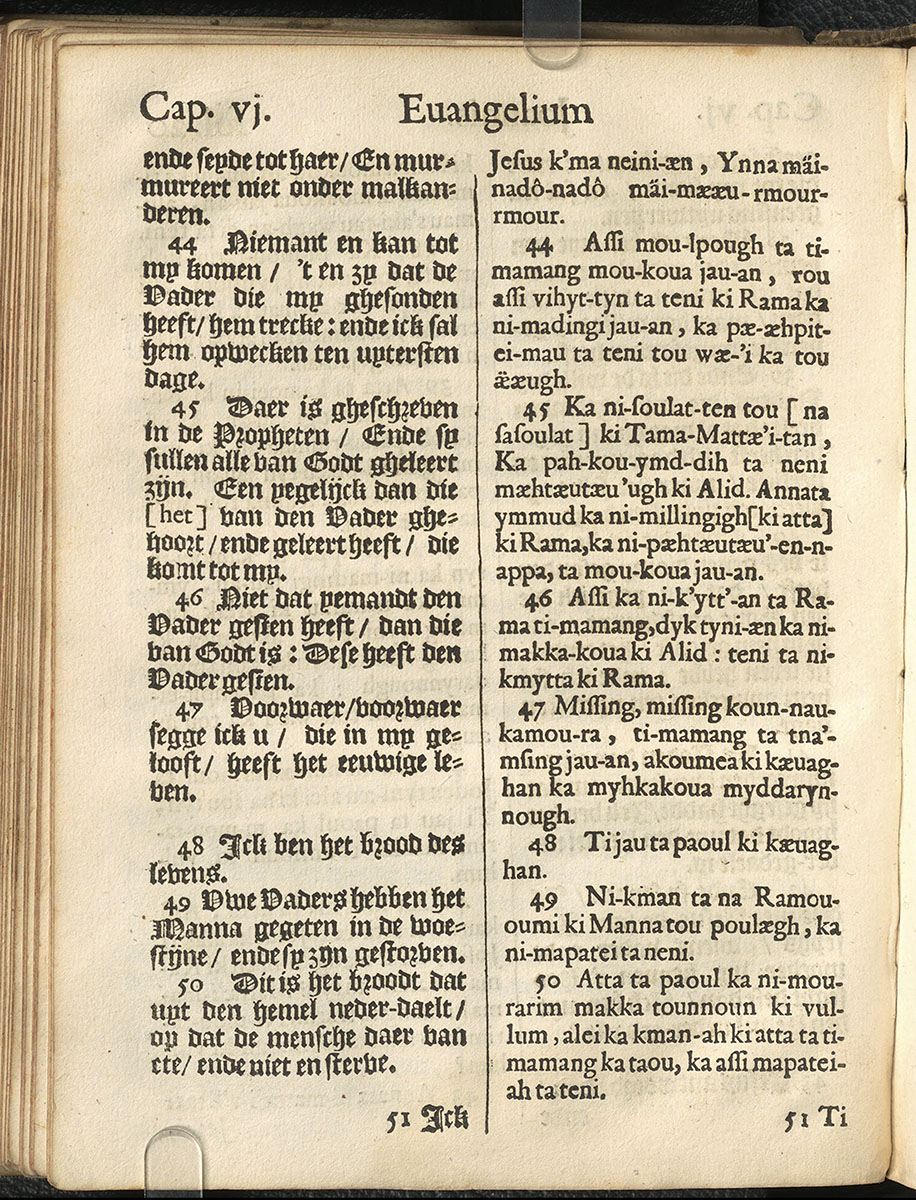 Cap. vj. Euangelium
ende seyde tot haer/ En mur-
mureert niet onder malkan-
deren.
44 Niemant en kan tot
my komen / 't en zy dat de
Vader die my ghesonden
heeft/ hem trecke: ende ick sal
hem opwecken ten uytersten
dage.
45 Daer is gheschreven
in de Propheten / Ende sy
sullen alle van Godt gheleert
zijn. Een yegelijck dan die
[het] van den Vader ghe-
hoort / ende geleert heeft / die
komt tot my.
46 Niet dat yemandt den
Vader gesien heeft / dan die
van Godt is: Dese heeft den
Vader gesien.
47 Voorwaer/voorwaer
segge ick u / die in my ge-
looft/ heeft het eeuwige le-
ven.
48 Ick ben het brood des
levens.
49 Uwe Vaders hebben het
Manna gegeten in de woe-
stijne/ ende sy zijn gestorven.
50 Dit is het broodt dat
uyt den hemel neder-daelt/
op dat de mensche daer van
ete/ ende niet en sterve.
51 Ick
Jeſus k'ma neini-æn, Ynna mäi-
nadô-nadô mäi-mææu-rmour-
rmour.
44 Aſſi mou-lpough ta ti-
mamang mou-koua jau-an, rou
aſſi vihyt-tyn ta teni ki Rama ka
ni-madingi jau-an, ka pæ-æhpit-
ei-mau ta teni tou wæ-'i ka tou
æ̈æugh.
45 Ka ni-ſoulat-ten tou [na
ſaſoulat] ki Tama-Mattæ'i-tan,
Ka pah-kou-ymd-dih ta neni
mæhtæutæu'ugh ki Alid. Annata
ymmud ka ni-millingigh[ki atta]
ki Rama,ka ni-pæhtæutæu'-en-n-
appa, ta mou-koua jau-an.
46 Aſſi ka ni-k'ytt'-an ta Ra-
ma ti-mamang,dyk tyni-æn ka ni-
makka-koua ki Alid : teni ta ni-
kmytta ki Rama.
47 Miſſing, miſſing koun-nau-
kamou-ra, ti-mamang ta tna'-
mſing jau-an, akoumea ki kæuag-
han ka myhkakoua myddaryn-
nough.
48 Ti jau ta paoul ki kæuag-
han.
49 Ni-kman ta na Ramou-
oumi ki Manna tou poulægh, ka
ni-mapatei ta neni.
50 Atta ta paoul ka ni-mou-
rarim makka tounnoun ki vul-
lum, alei ka kman-ah ki atta ta ti-
mamang ka taou, ka aſſi mapatei-
ah ta teni.
51 Ti